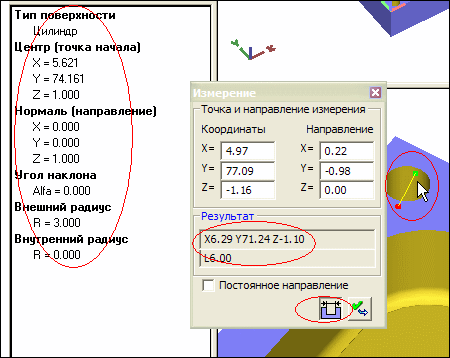 Тип поверхности
Цилиндр
Центр (точка начала)
X = 5.621
Y = 74.161
Z = 1.000
Нормаль (направление)
X = 0.000
Y = 0.000
Z = 1.000
Угол наклона
Alfa = 0.000
Внешний радиус
R = 3.000
Внутренний радиус
R = 0.000
Измерение
Точка и направление измерения
Координаты Направление
X= 4.97 X= 0.22
Y= 77.09 Y= -0.98
Z= -1.16 Z= 0.00
Результат
X6.29 Y71.24 Z-1.10
L6.00
Постоянное направление